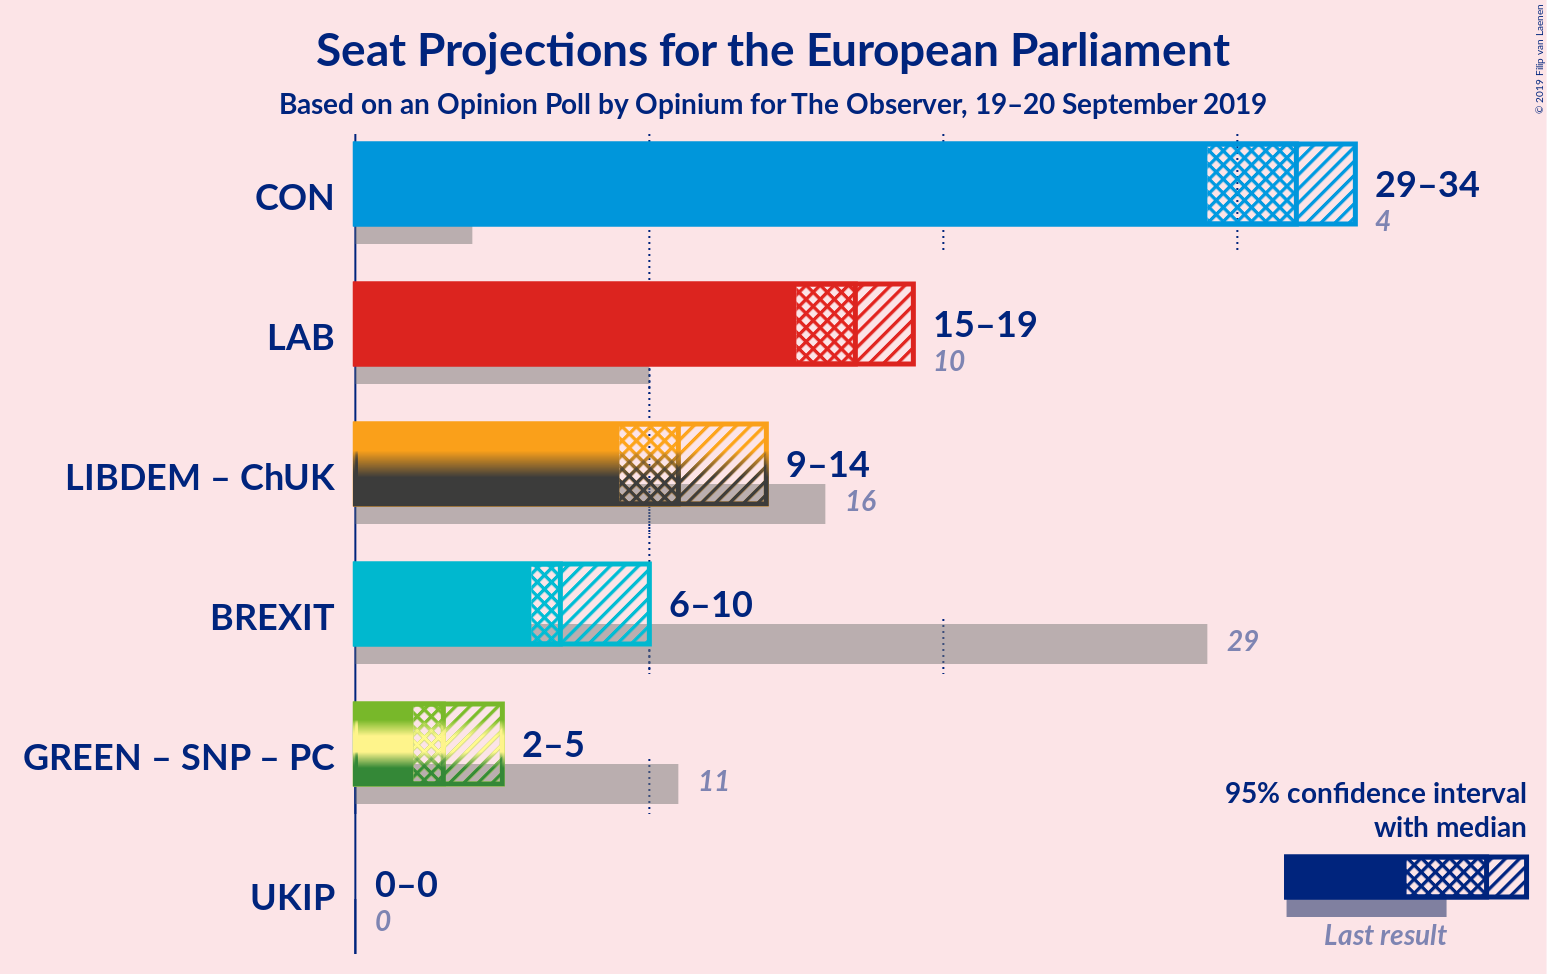 Seat Projections for the European Parliament
Based on an Opinion Poll by Opinium for The Observer, 19–20 September 2019
© 2019 Filip van Laenen
CON
29–34
4
LAB
15–19
10
LIBDEM – ChUK
9–14
16
BREXIT
6–10
29
GREEN – SNP – PC
2–5
11
UKIP
0–0
0
95% confidence interval
with median
Last result